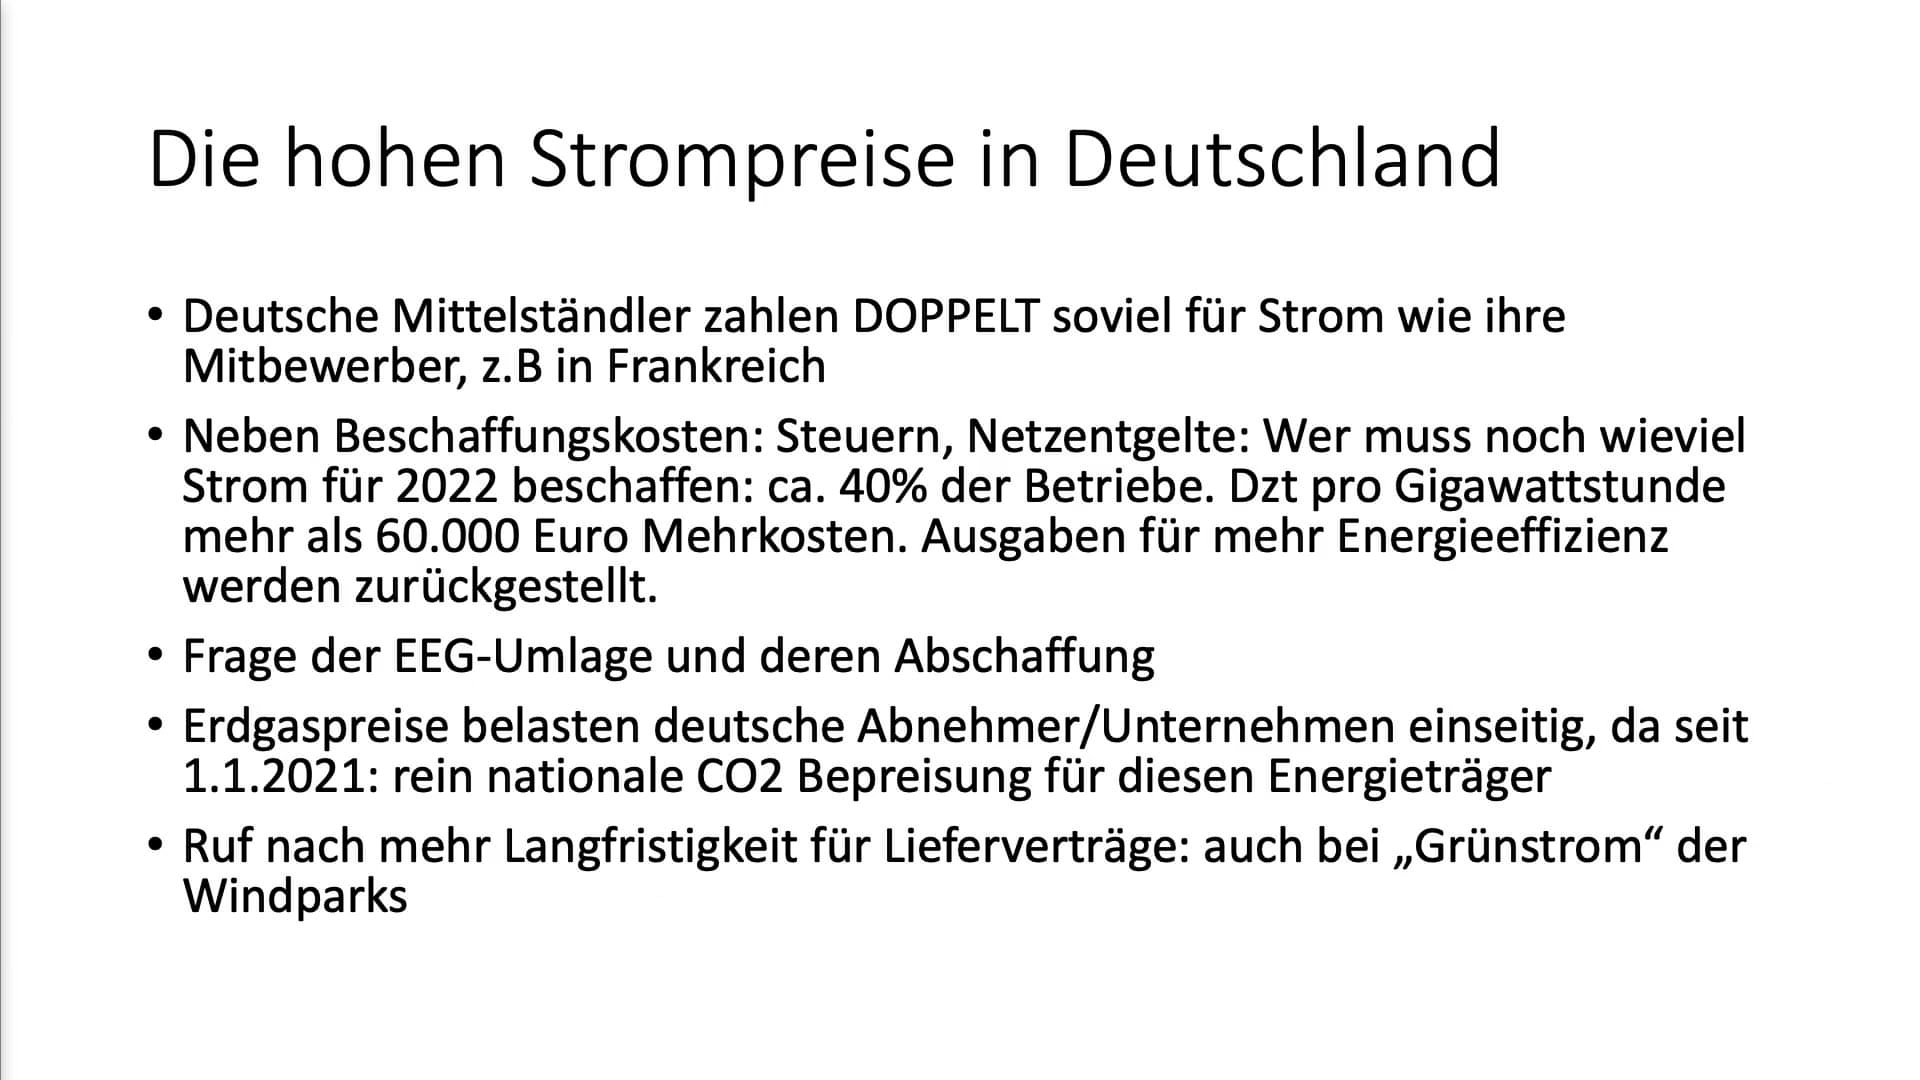 Die hohen Strompreise in Deutschland
• Deutsche Mittelständler zahlen DOPPELT soviel für Strom wie ihre
Mitbewerber, z.B in Frankreich
• Neben Beschaffungskosten: Steuern, Netzentgelte: Wer muss noch wieviel
Strom für 2022 beschaffen: ca. 40% der Betriebe. Dzt pro Gigawattstunde
mehr als 60.000 Euro Mehrkosten. Ausgaben für mehr Energieeffizienz
werden zurückgestellt.
• Frage der EEG-Umlage und deren Abschaffung
• Erdgaspreise belasten deutsche Abnehmer/Unternehmen einseitig, da seit
1.1.2021: rein nationale CO2 Bepreisung für diesen Energieträger
• Ruf nach mehr Langfristigkeit für Lieferverträge: auch bei „Grünstrom“ der
Windparks